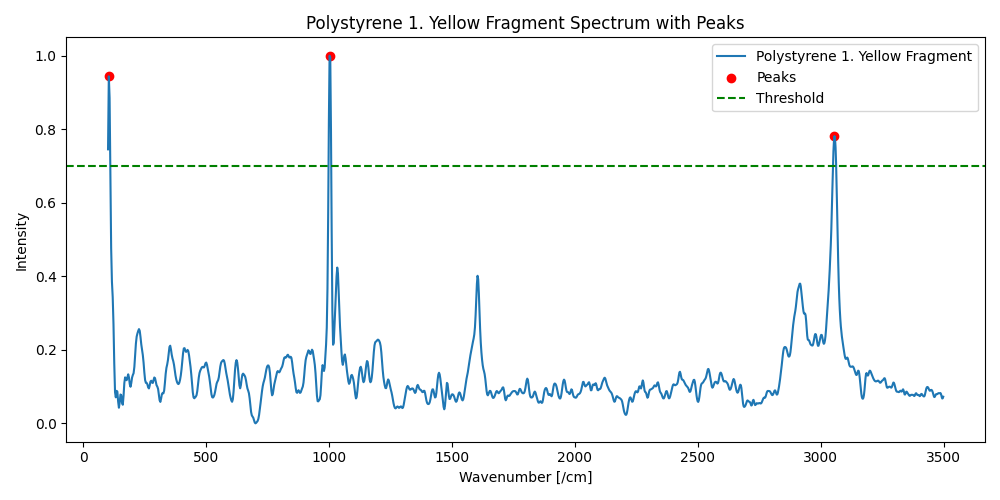 Polystyrene 1. Yellow Fragment Spectrum with Peaks
Polystyrene 1. Yellow Fragment
Peaks
Threshold
Intensity
1.0
0.8
0.6
0.4
0.2
0.0
0 500 1000 1500 2000 2500 3000 3500
Wavenumber [/cm]